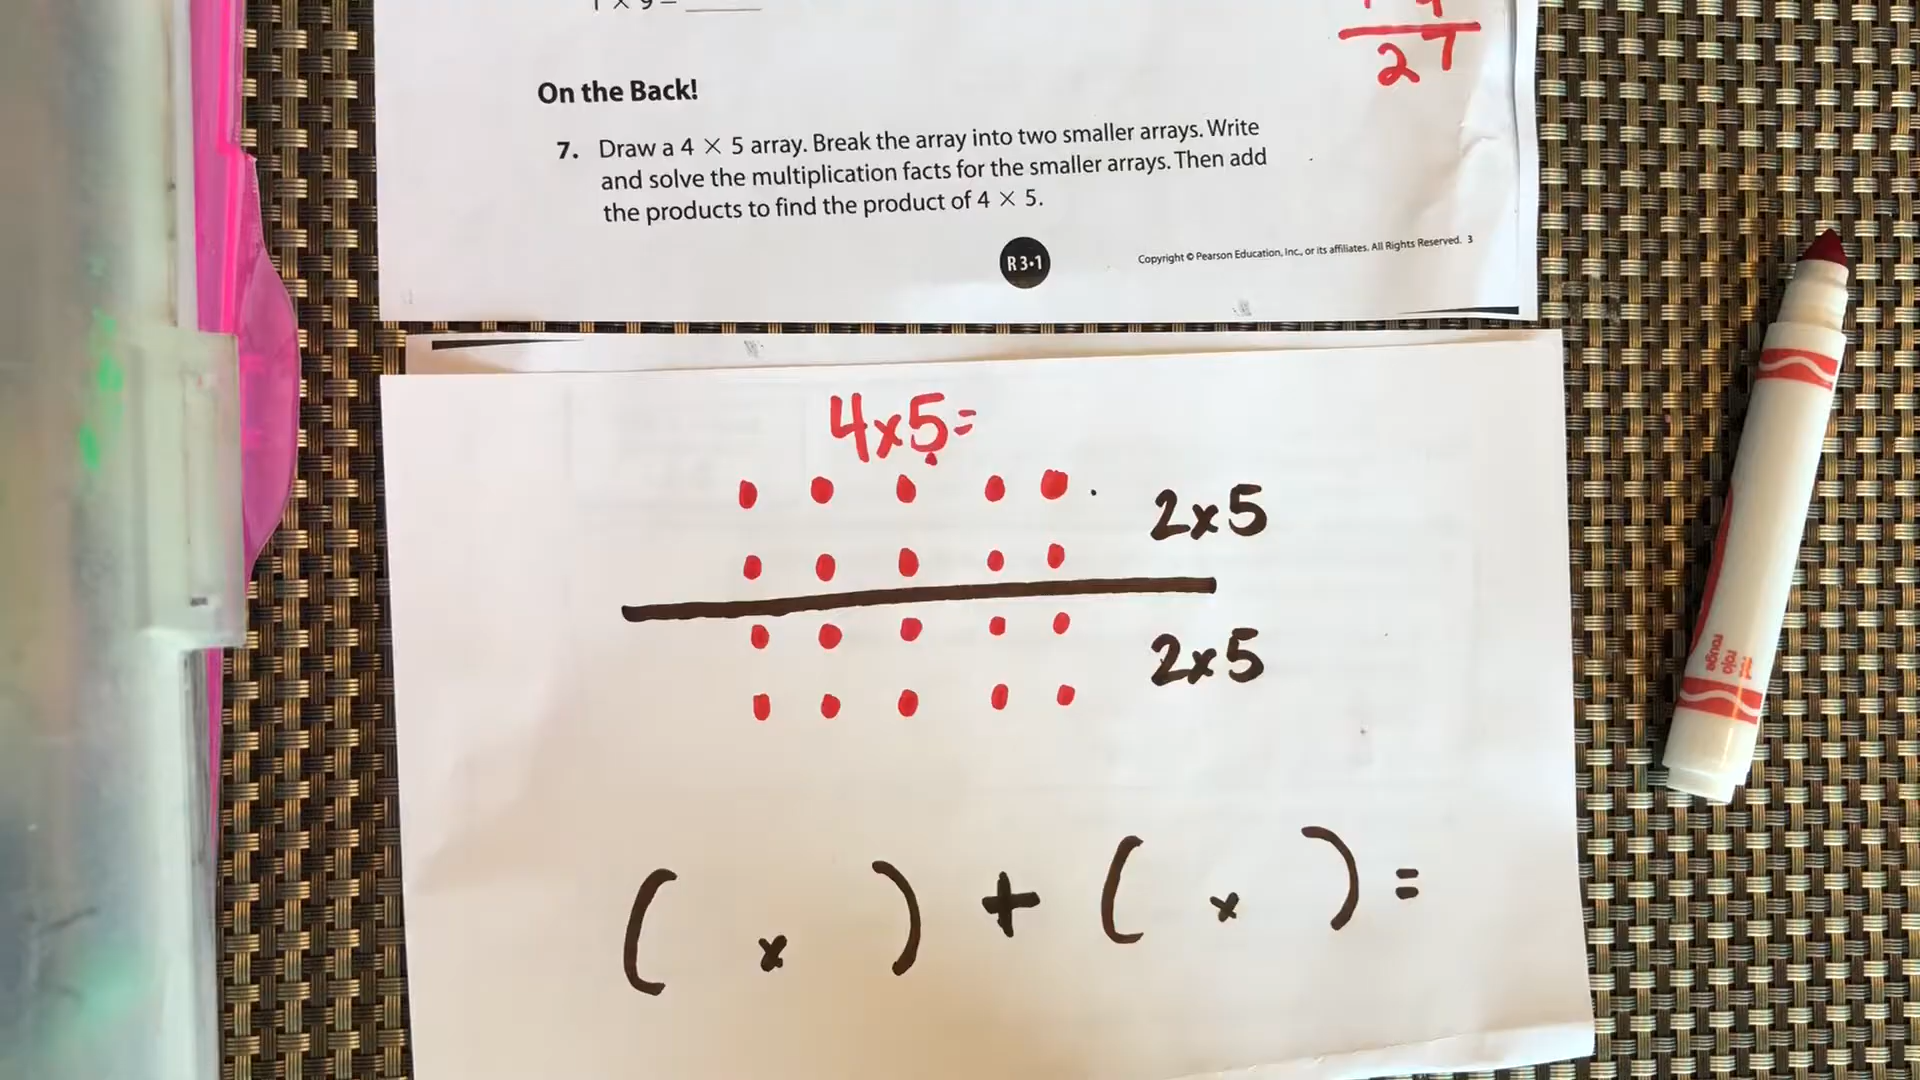 On the Back!
7. Draw a 4 × 5 array. Break the array into two smaller arrays. Write
and solve the multiplication facts for the smaller arrays. Then add
the products to find the product of 4 × 5.
27
R 3•1
Copyright © Pearson Education, Inc., or its affiliates. All Rights Reserved. 3
4x5=
2x5
2x5
( x ) + ( x ) =
rojo
rouge